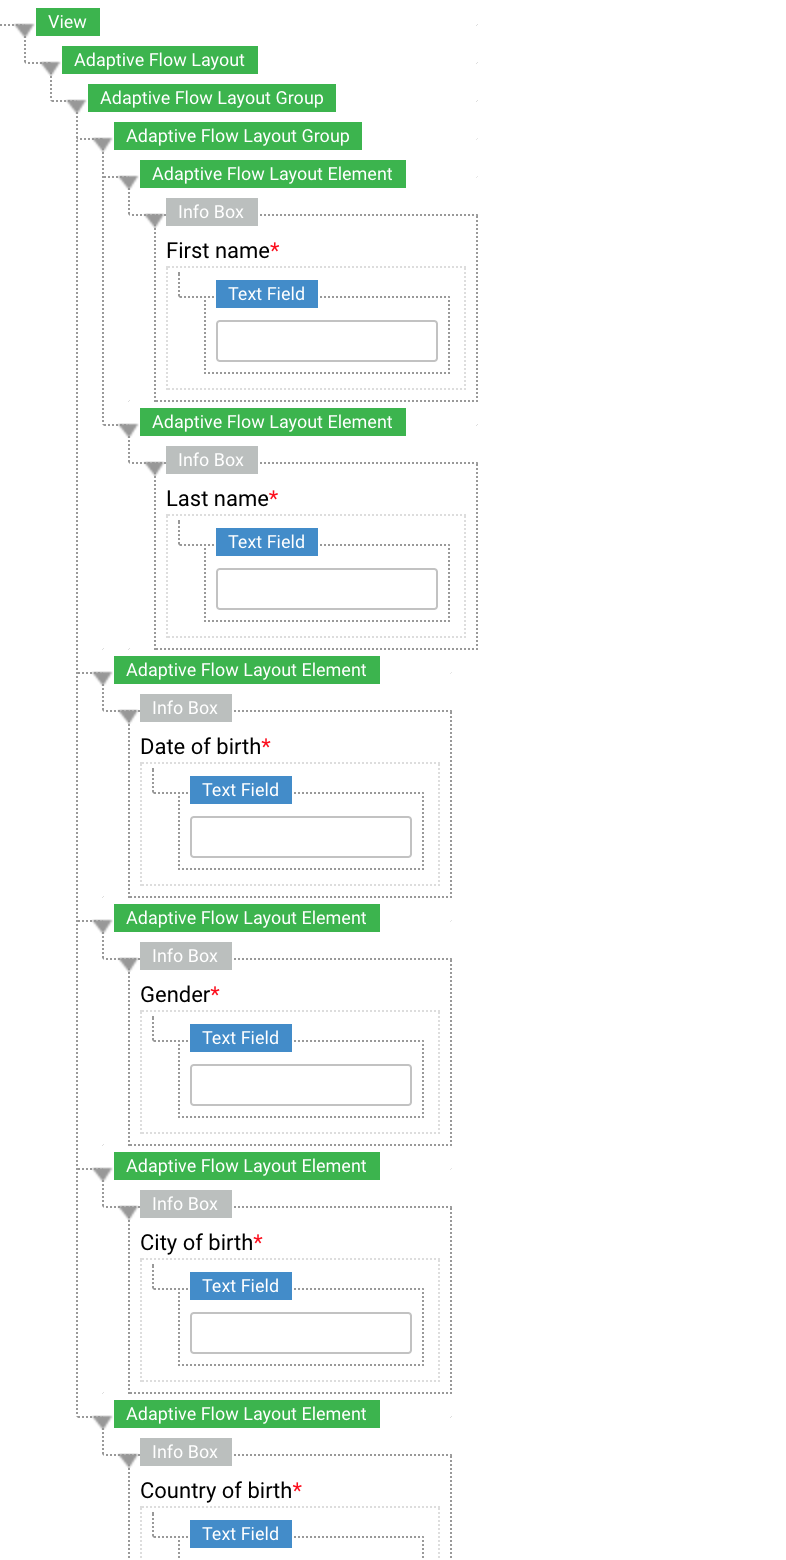 View
Adaptive Flow Layout
Adaptive Flow Layout Group
Adaptive Flow Layout Group
Adaptive Flow Layout Element
Info Box
First name*
Text Field
Adaptive Flow Layout Element
Info Box
Last name*
Text Field
Adaptive Flow Layout Element
Info Box
Date of birth*
Text Field
Adaptive Flow Layout Element
Info Box
Gender*
Text Field
Adaptive Flow Layout Element
Info Box
City of birth*
Text Field
Adaptive Flow Layout Element
Info Box
Country of birth*
Text Field